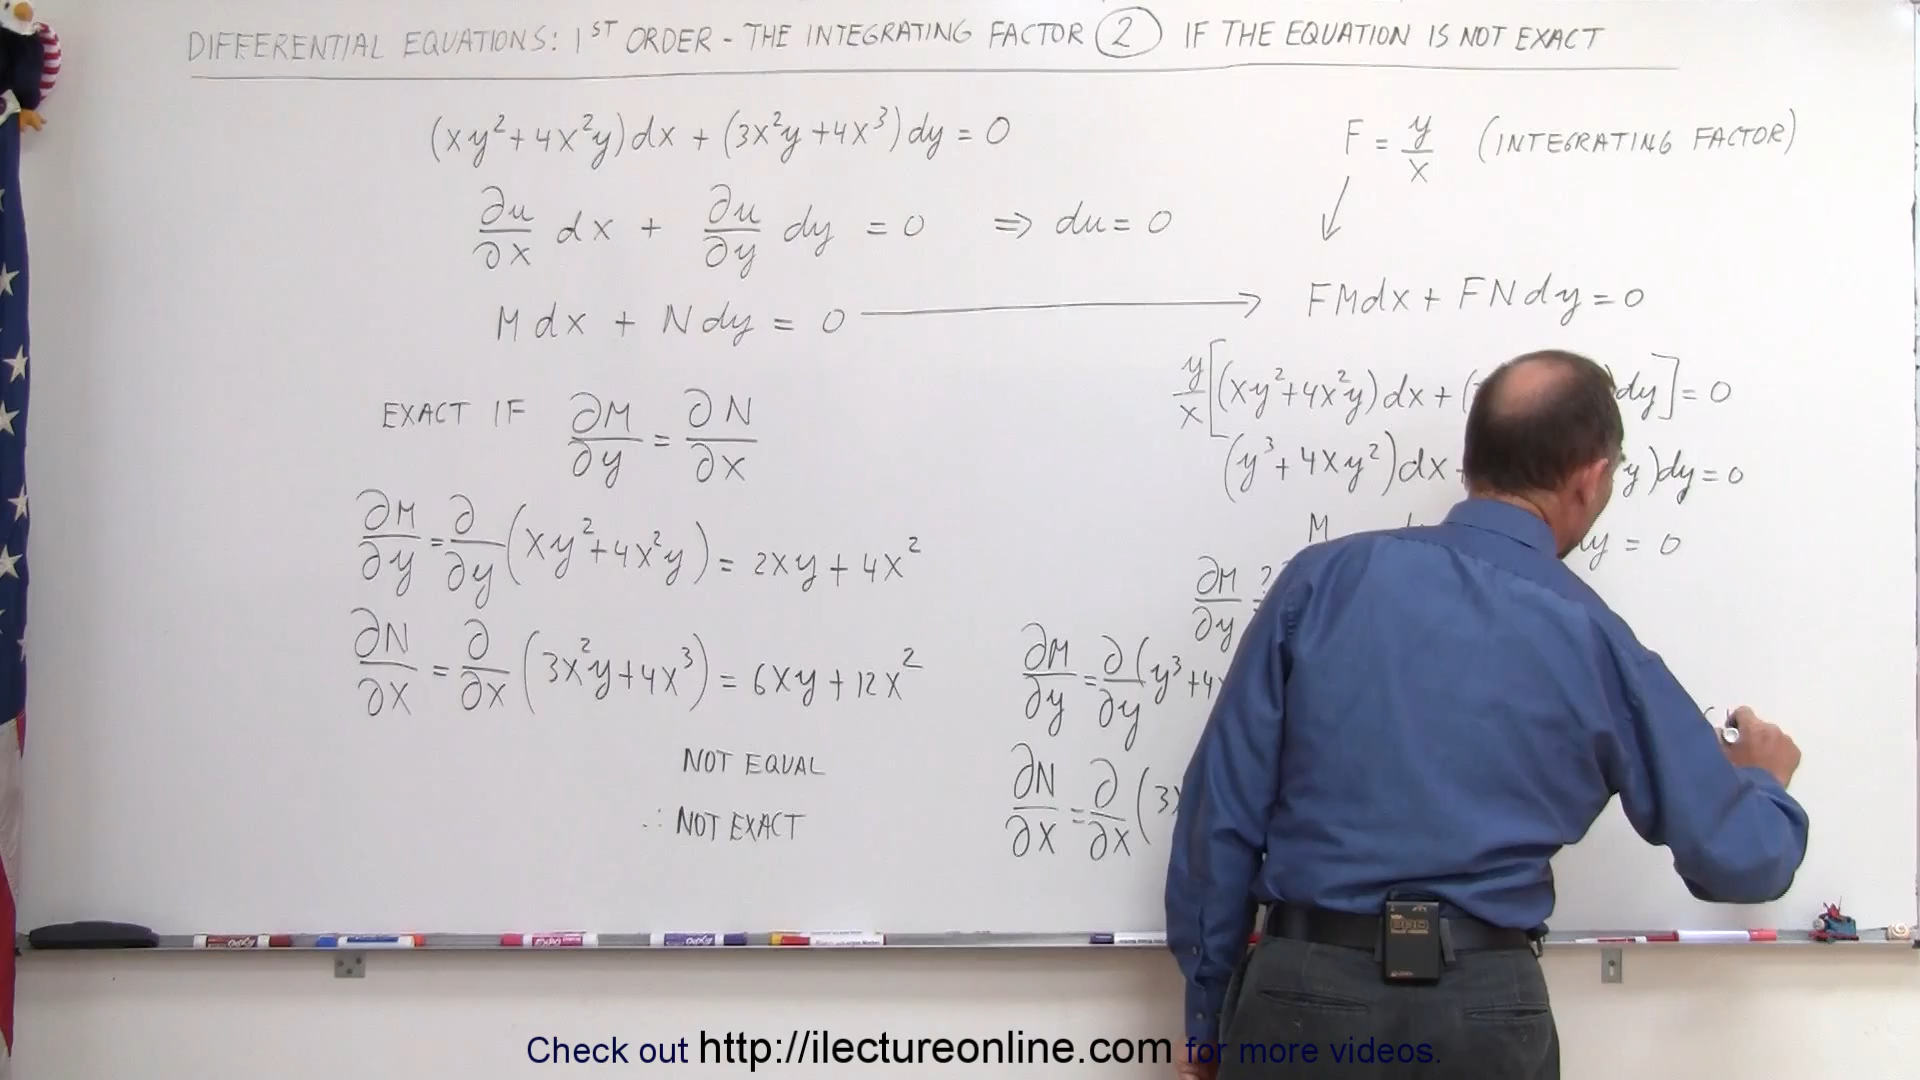 DIFFERENTIAL EQUATIONS: 1ST ORDER - THE INTEGRATING FACTOR 2 IF THE EQUATION IS NOT EXACT
(xy²+4x²y)dx + (3x²y+4x³)dy = 0
F = y/x (INTEGRATING FACTOR)
∂u/∂x dx + ∂u/∂y dy = 0 ⇒ du = 0
M dx + N dy = 0 → FMdx + FNdy = 0
y/x[(xy²+4x²y)dx + ( dy] = 0
EXACT IF ∂M/∂y = ∂N/∂x
(y³+4xy²)dx y)dy = 0
M dy = 0
∂M/∂y = ∂/∂y (xy²+4x²y) = 2xy + 4x²
∂M/∂y ?
∂N/∂x = ∂/∂x (3x²y+4x³) = 6xy + 12x²
∂M/∂y = ∂/∂y (y³+4x
NOT EQUAL
∂N/∂x = ∂/∂x (3x
∴ NOT EXACT
Check out http://ilectureonline.com for more videos.